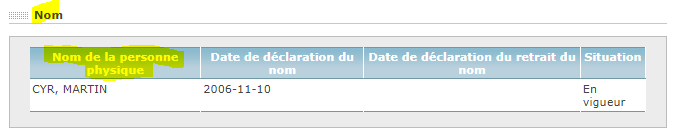 Nom
Nom de la personne physique Date de déclaration du nom Date de déclaration du retrait du nom Situation
CYR, MARTIN 2006-11-10 En vigueur